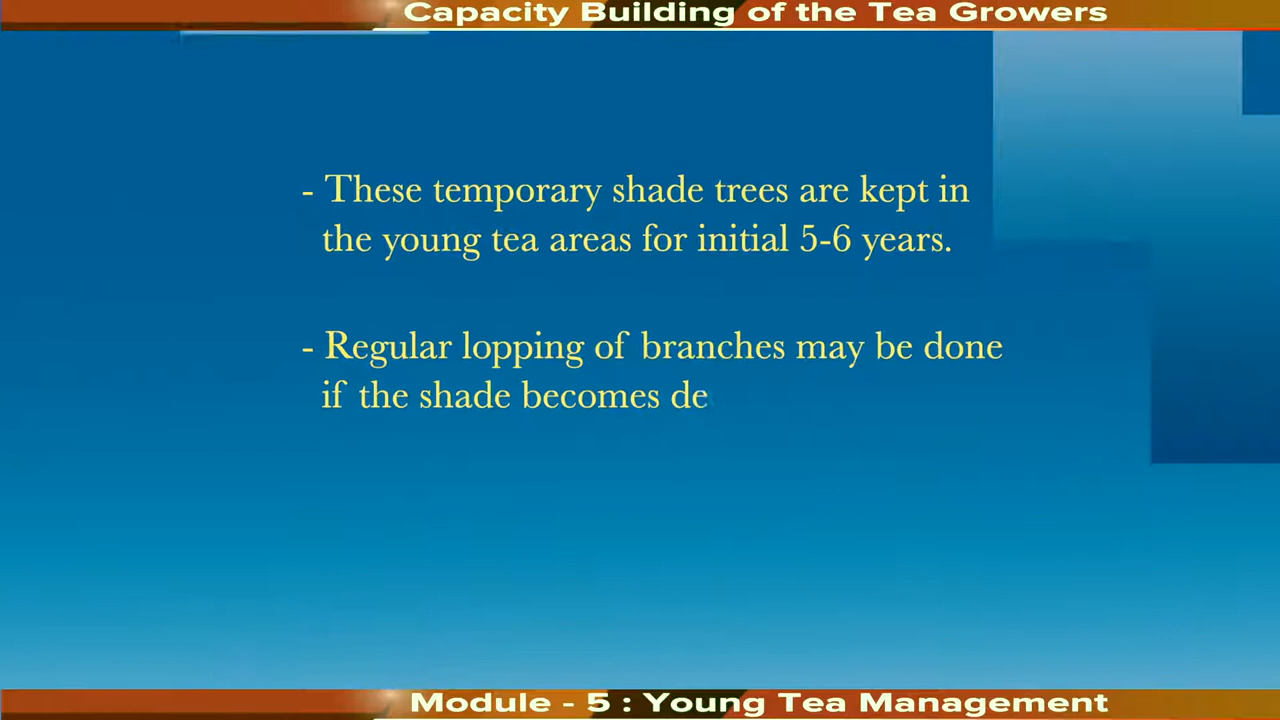 Capacity Building of the Tea Growers
- These temporary shade trees are kept in
the young tea areas for initial 5-6 years.
- Regular lopping of branches may be done
if the shade becomes de
Module - 5 : Young Tea Management